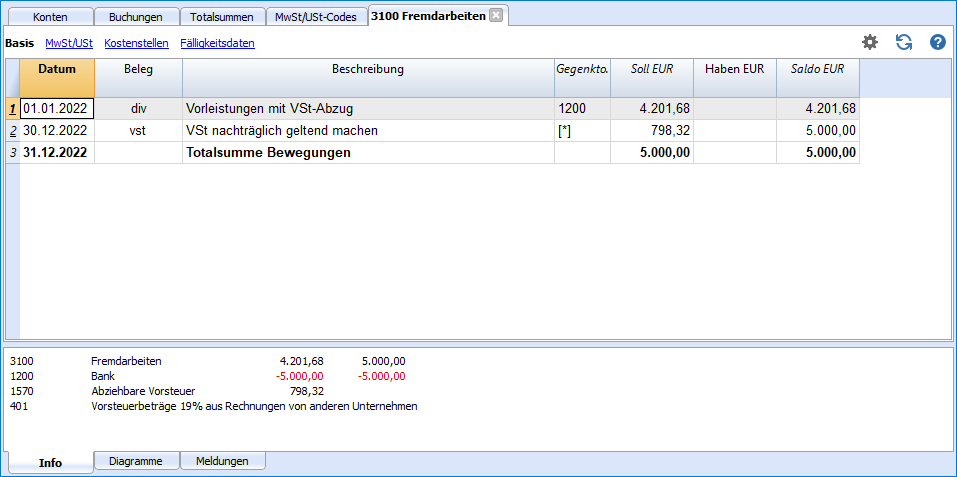 Konten Buchungen Totalsummen MwSt/USt-Codes 3100 Fremdarbeiten
Basis MwSt/USt Kostenstellen Fälligkeitsdaten
Datum Beleg Beschreibung Gegenkto. Soll EUR Haben EUR Saldo EUR
1 01.01.2022 div Vorleistungen mit VSt-Abzug 1200 4.201,68 4.201,68
2 30.12.2022 vst VSt nachträglich geltend machen [*] 798,32 5.000,00
3 31.12.2022 Totalsumme Bewegungen 5.000,00 5.000,00
3100 Fremdarbeiten 4.201,68 5.000,00
1200 Bank -5.000,00 -5.000,00
1570 Abziehbare Vorsteuer 798,32
401 Vorsteuerbeträge 19% aus Rechnungen von anderen Unternehmen
Info Diagramme Meldungen